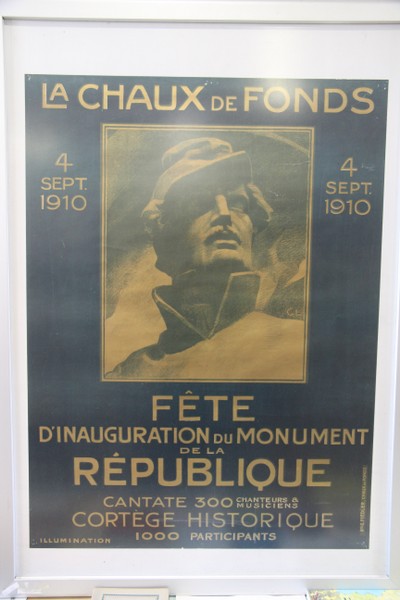 LA CHAUX DE FONDS
4 SEPT. 1910
4 SEPT. 1910
FÊTE
D'INAUGURATION DU MONUMENT
DE LA
RÉPUBLIQUE
CANTATE 300 CHANTEURS & MUSICIENS
CORTÈGE HISTORIQUE
ILLUMINATION 1000 PARTICIPANTS